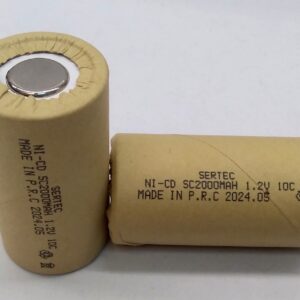 SERTEC
NI-CD SC2000MAH 1.2V 10C
MADE IN P.R.C 2024.05
SERTEC
NI-CD SC2000MAH 1.2V 10C
MADE IN P.R.C 2024.05